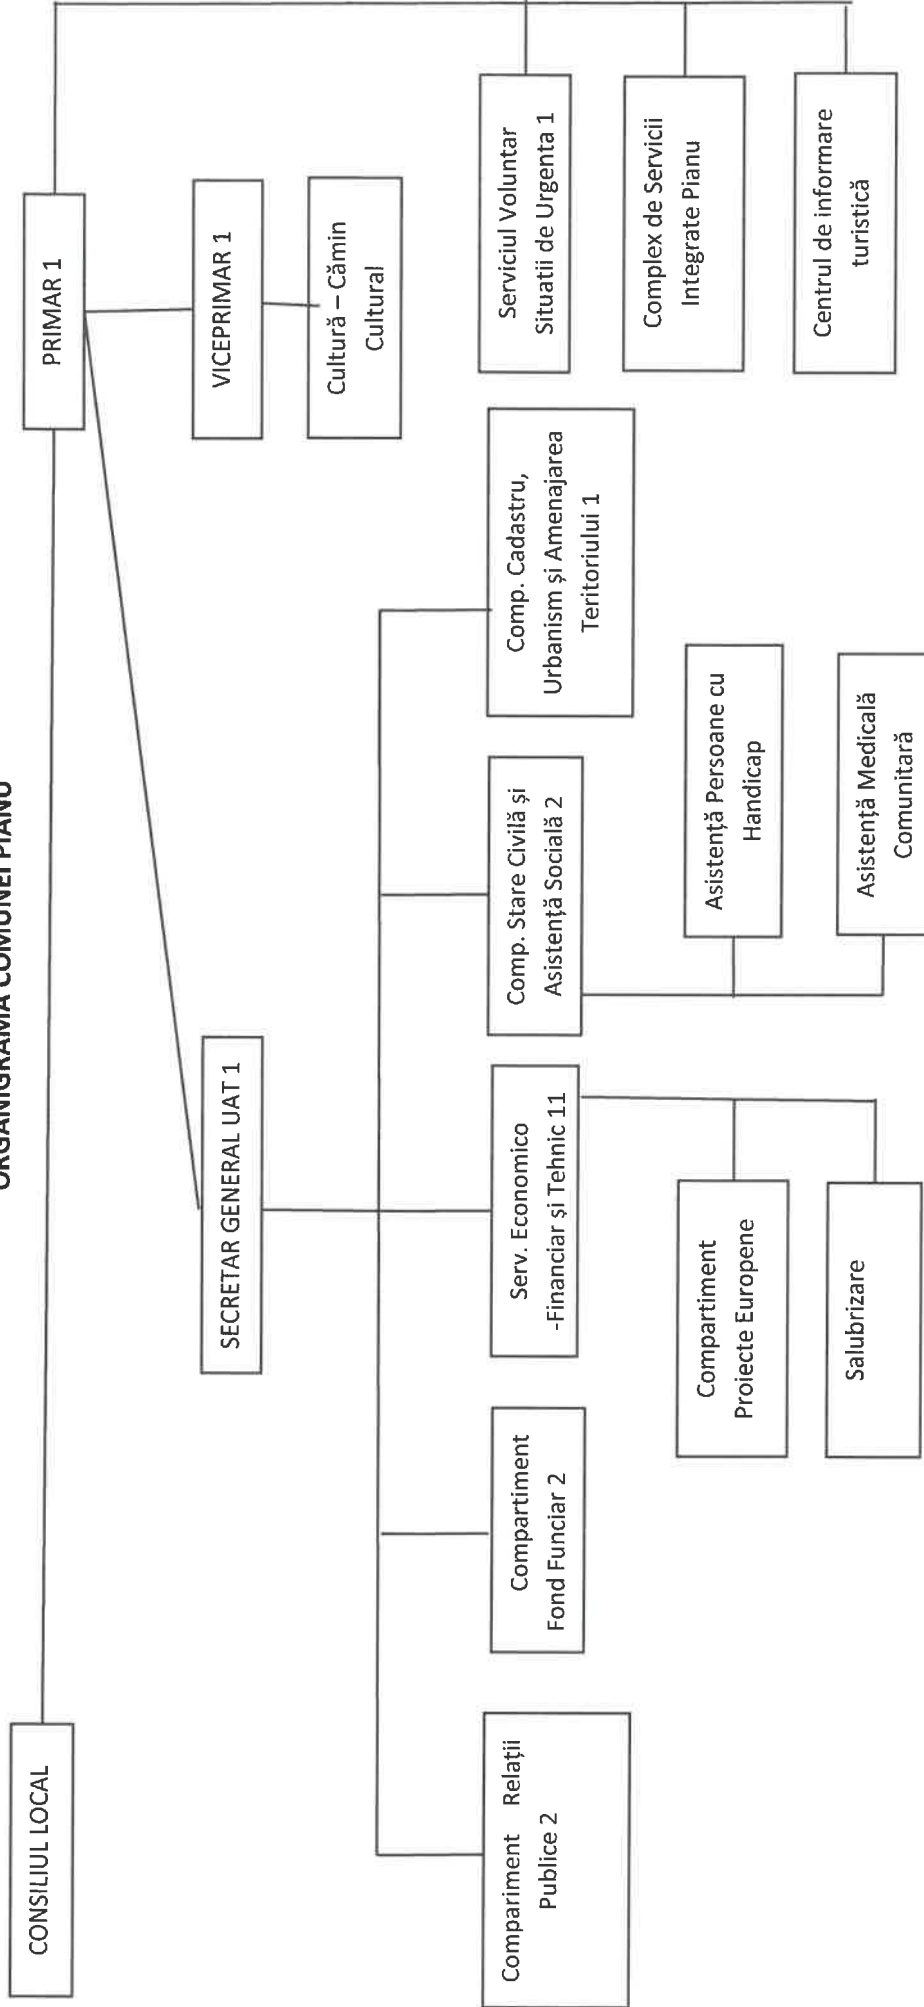 ORGANIGRAMA COMUNEI PIANU
CONSILIUL LOCAL
PRIMAR 1
SECRETAR GENERAL UAT 1
VICEPRIMAR 1
Cultură – Cămin
Cultural
Compariment Relații
Publice 2
Compartiment
Fond Funciar 2
Serv. Economico
-Financiar și Tehnic 11
Comp. Stare Civilă și
Asistență Socială 2
Comp. Cadastru,
Urbanism și Amenajarea
Teritoriului 1
Serviciul Voluntar
Situatii de Urgenta 1
Compartiment
Proiecte Europene
Asistență Persoane cu
Handicap
Complex de Servicii
Integrate Pianu
Salubrizare
Asistență Medicală
Comunitară
Centrul de informare
turistică